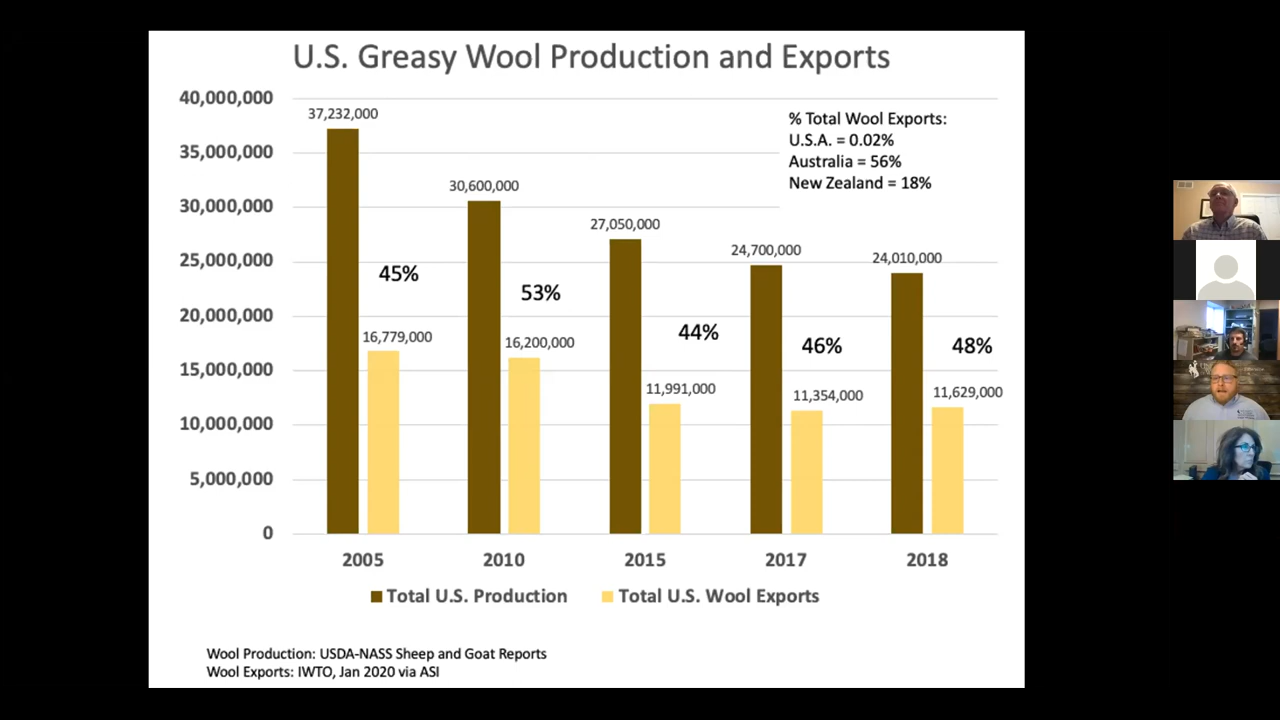 U.S. Greasy Wool Production and Exports
40,000,000
35,000,000
30,000,000
25,000,000
20,000,000
15,000,000
10,000,000
5,000,000
0
% Total Wool Exports:
U.S.A. = 0.02%
Australia = 56%
New Zealand = 18%
37,232,000
30,600,000
27,050,000
24,700,000
24,010,000
45%
53%
44%
46%
48%
16,779,000
16,200,000
11,991,000
11,354,000
11,629,000
2005 2010 2015 2017 2018
Total U.S. Production Total U.S. Wool Exports
Wool Production: USDA-NASS Sheep and Goat Reports
Wool Exports: IWTO, Jan 2020 via ASI